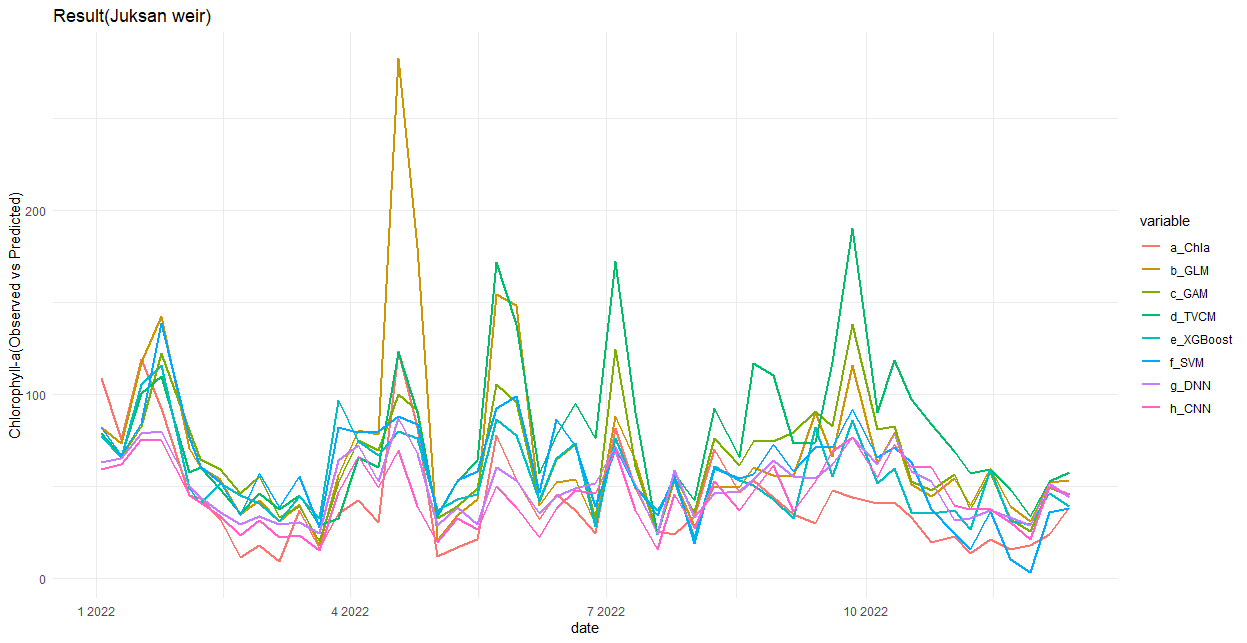 Result(Juksan weir)
Chlorophyll-a(Observed vs Predicted)
200
100
0
1 2022
4 2022
7 2022
10 2022
date
variable
a_Chla
b_GLM
c_GAM
d_TVCM
e_XGBoost
f_SVM
g_DNN
h_CNN